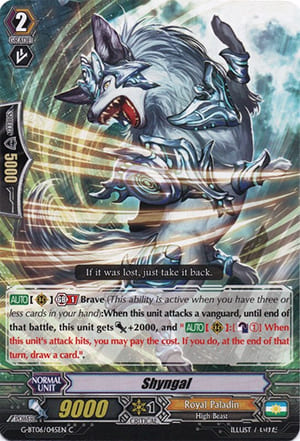 2
GRADE
5000
SHIELD
If it was lost, just take it back.
AUTO [ ] 1 Brave (This ability is active when you have three or
less cards in your hand):When this unit attacks a vanguard, until end of
that battle, this unit gets +2000, and " AUTO [ ]:[ 1 ] When
this unit's attack hits, you may pay the cost. If you do, at the end of that
turn, draw a card.".
NORMAL
UNIT
Shyngal
POWER
9000
1
CRITICAL
Royal Paladin
High Beast
G-BT06/045EN C
ILLUST /